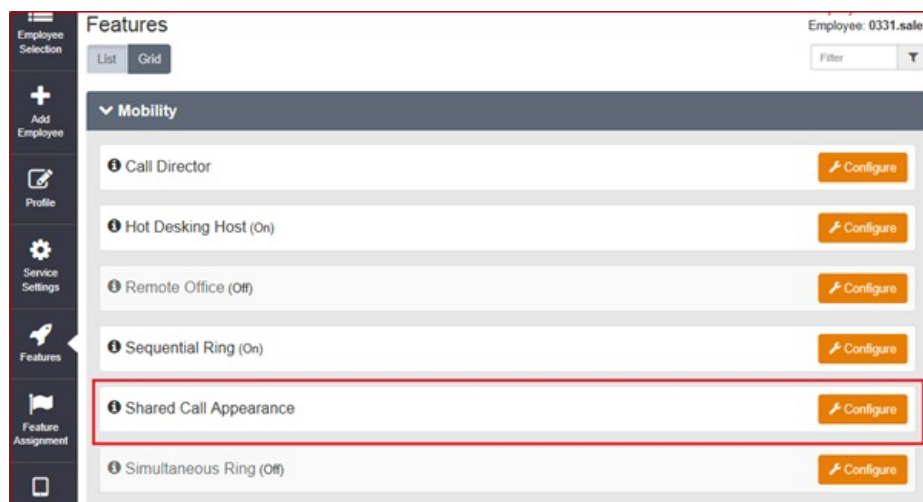 Employee
Selection
Add
Employee
Profile
Service
Settings
Features
Feature
Assignment
Features
Employee: 0331.sale
List Grid
Filter
Mobility
Call Director Configure
Hot Desking Host (On) Configure
Remote Office (Off) Configure
Sequential Ring (On) Configure
Shared Call Appearance Configure
Simultaneous Ring (Off) Configure